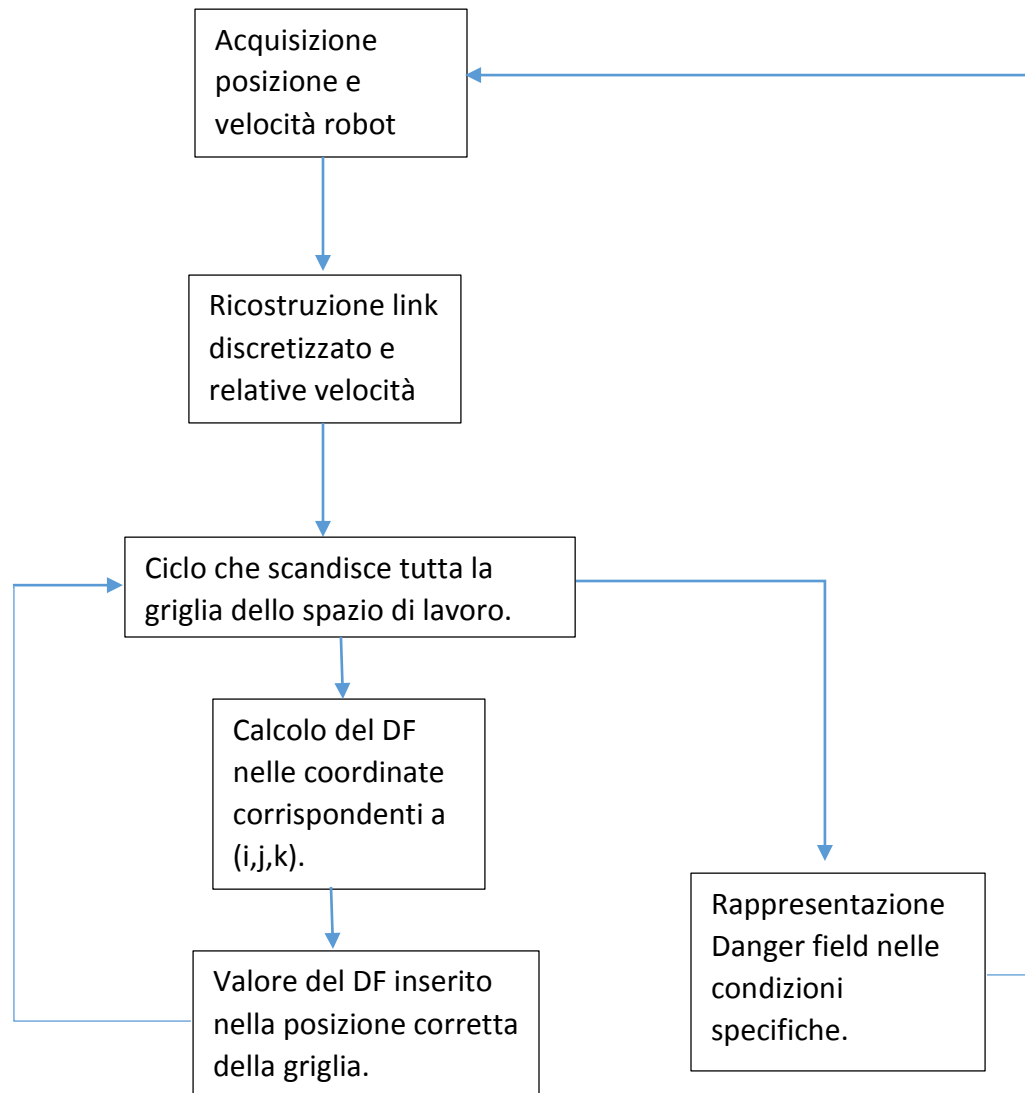 Acquisizione
posizione e
velocità robot
Ricostruzione link
discretizzato e
relative velocità
Ciclo che scandisce tutta la
griglia dello spazio di lavoro.
Calcolo del DF
nelle coordinate
corrispondenti a
(i,j,k).
Valore del DF inserito
nella posizione corretta
della griglia.
Rappresentazione
Danger field nelle
condizioni
specifiche.